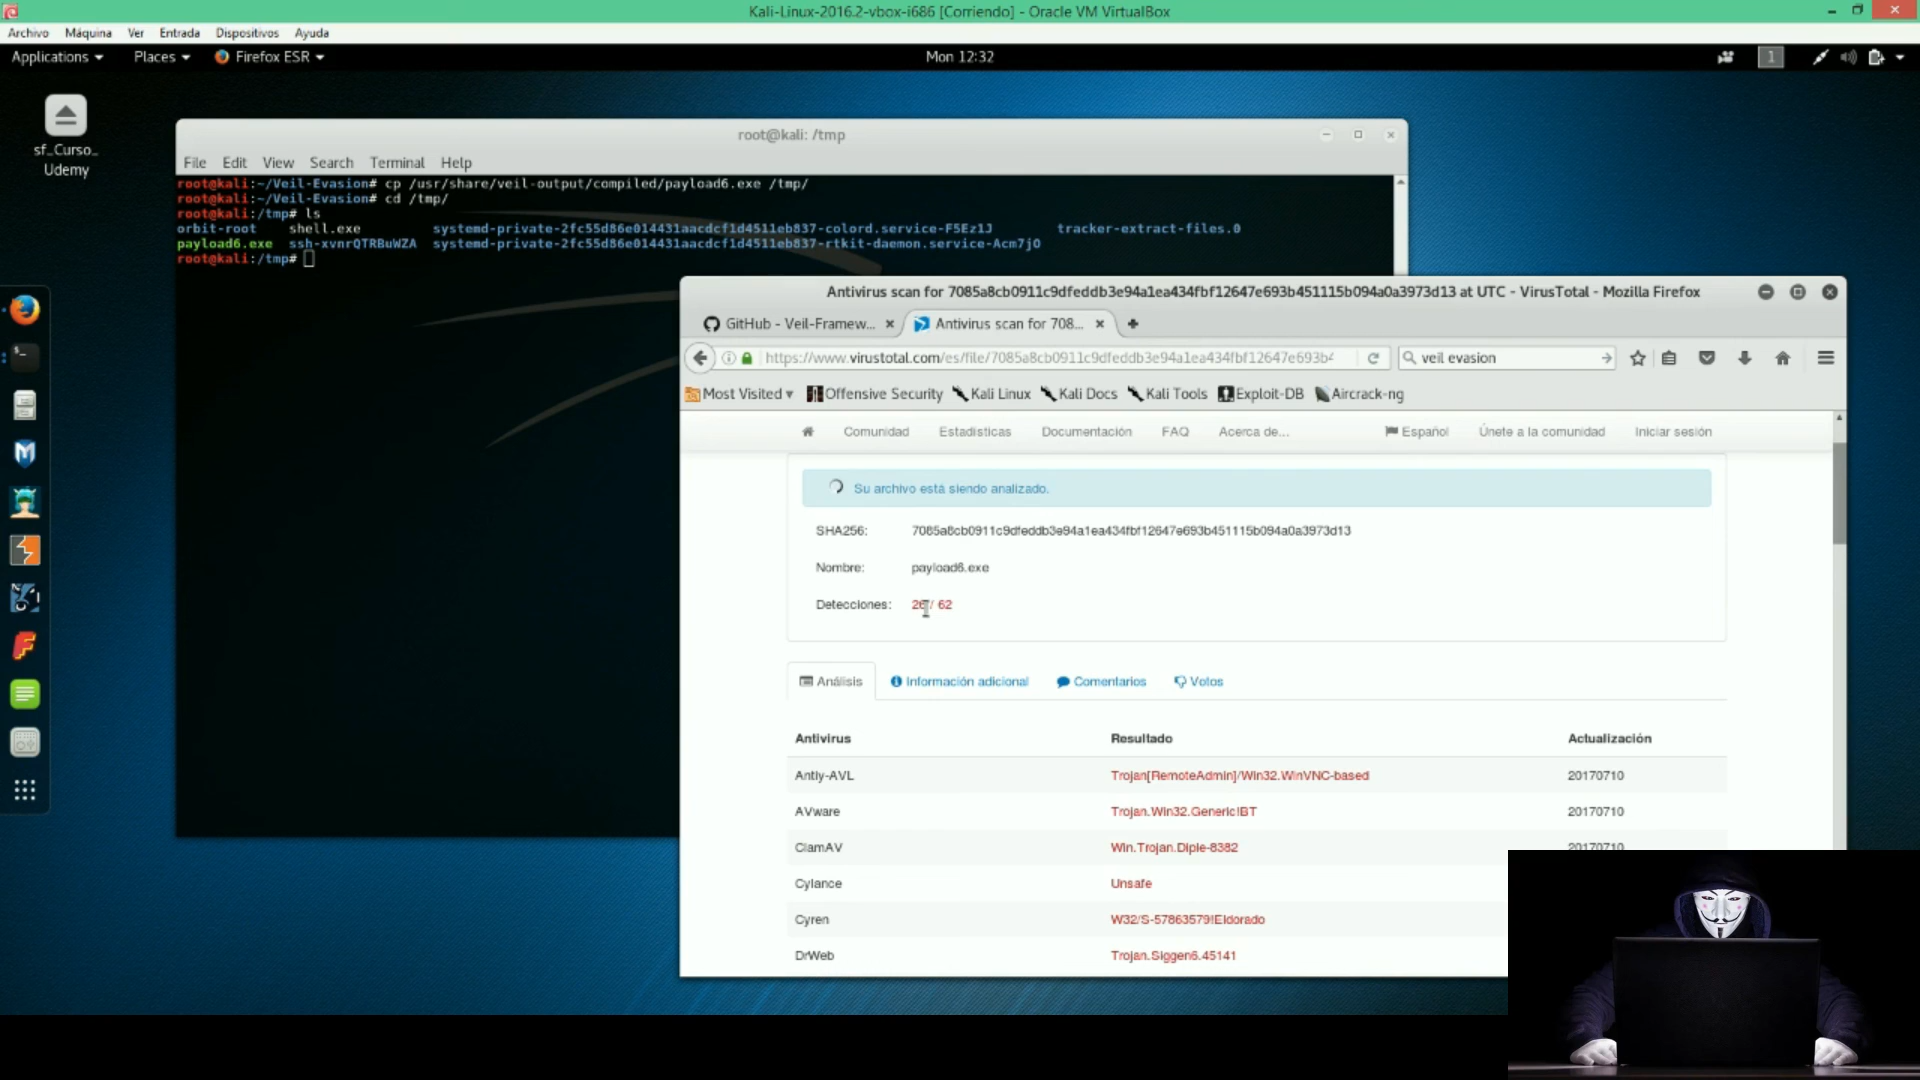 Kali-Linux-2016.2-vbox-i686 [Corriendo] - Oracle VM VirtualBox
Archivo Máquina Ver Entrada Dispositivos Ayuda
Applications Places Firefox ESR Mon 12:32 1
sf_Curso_
Udemy
root@kali: /tmp
File Edit View Search Terminal Help
root@kali:~/Veil-Evasion# cp /usr/share/veil-output/compiled/payload6.exe /tmp/
root@kali:~/Veil-Evasion# cd /tmp/
root@kali:/tmp# ls
orbit-root shell.exe systemd-private-2fc55d86e014431aacdcf1d4511eb837-colord.service-F5Ez1J tracker-extract-files.0
payload6.exe ssh-xvnrQTRBuWZA systemd-private-2fc55d86e014431aacdcf1d4511eb837-rtkit-daemon.service-Acm7jO
root@kali:/tmp#
Antivirus scan for 7085a8cb0911c9dfeddb3e94a1ea434fbf12647e693b451115b094a0a3973d13 at UTC - VirusTotal - Mozilla Firefox
GitHub - Veil-Framew... Antivirus scan for 708...
https://www.virustotal.com/es/file/7085a8cb0911c9dfeddb3e94a1ea434fbf12647e693b4 veil evasion
Most Visited Offensive Security Kali Linux Kali Docs Kali Tools Exploit-DB Aircrack-ng
Comunidad Estadísticas Documentación FAQ Acerca de... Español Únete a la comunidad Iniciar sesión
Su archivo está siendo analizado.
SHA256: 7085a8cb0911c9dfeddb3e94a1ea434fbf12647e693b451115b094a0a3973d13
Nombre: payload6.exe
Detecciones: 26 / 62
Análisis Información adicional Comentarios Votos
Antivirus Resultado Actualización
Antiy-AVL Trojan[RemoteAdmin]/Win32.WinVNC-based 20170710
AVware Trojan.Win32.Generic!BT 20170710
ClamAV Win.Trojan.Diple-8382 20170710
Cylance Unsafe
Cyren W32/S-57863579!Eldorado
DrWeb Trojan.Siggen6.45141